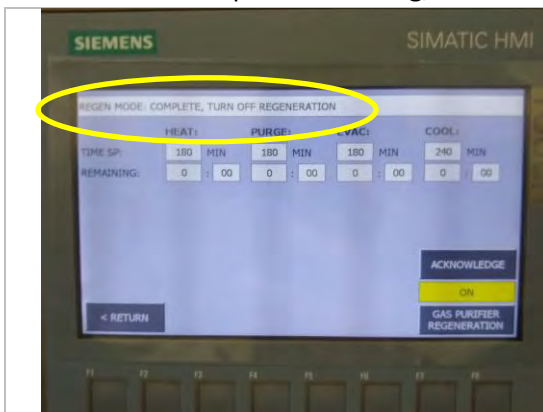 SIEMENS
SIMATIC HMI
REGEN MODE: COMPLETE, TURN OFF REGENERATION
HEAT: PURGE: EVAC: COOL:
TIME SP: 180 MIN 180 MIN 180 MIN 240 MIN
REMAINING: 0 : 00 0 : 00 0 : 00 0 : 00
ACKNOWLEDGE
ON
< RETURN
GAS PURIFIER
REGENERATION
F1 F2 F3 F4 F5 F6 F7 F8